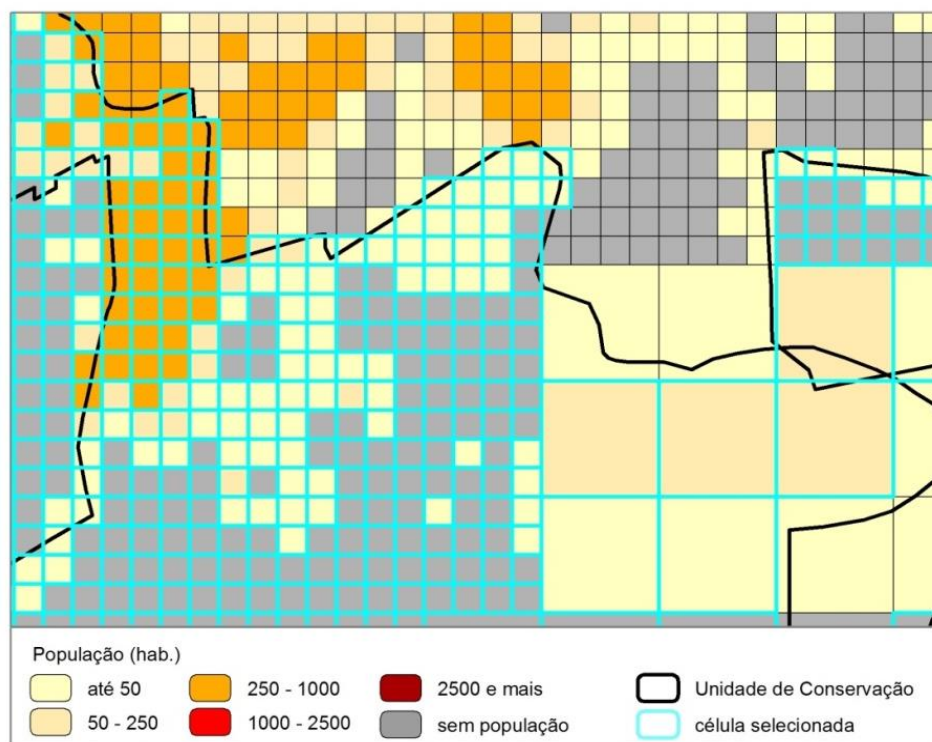 População (hab.)
até 50
250 - 1000
2500 e mais
Unidade de Conservação
50 - 250
1000 - 2500
sem população
célula selecionada